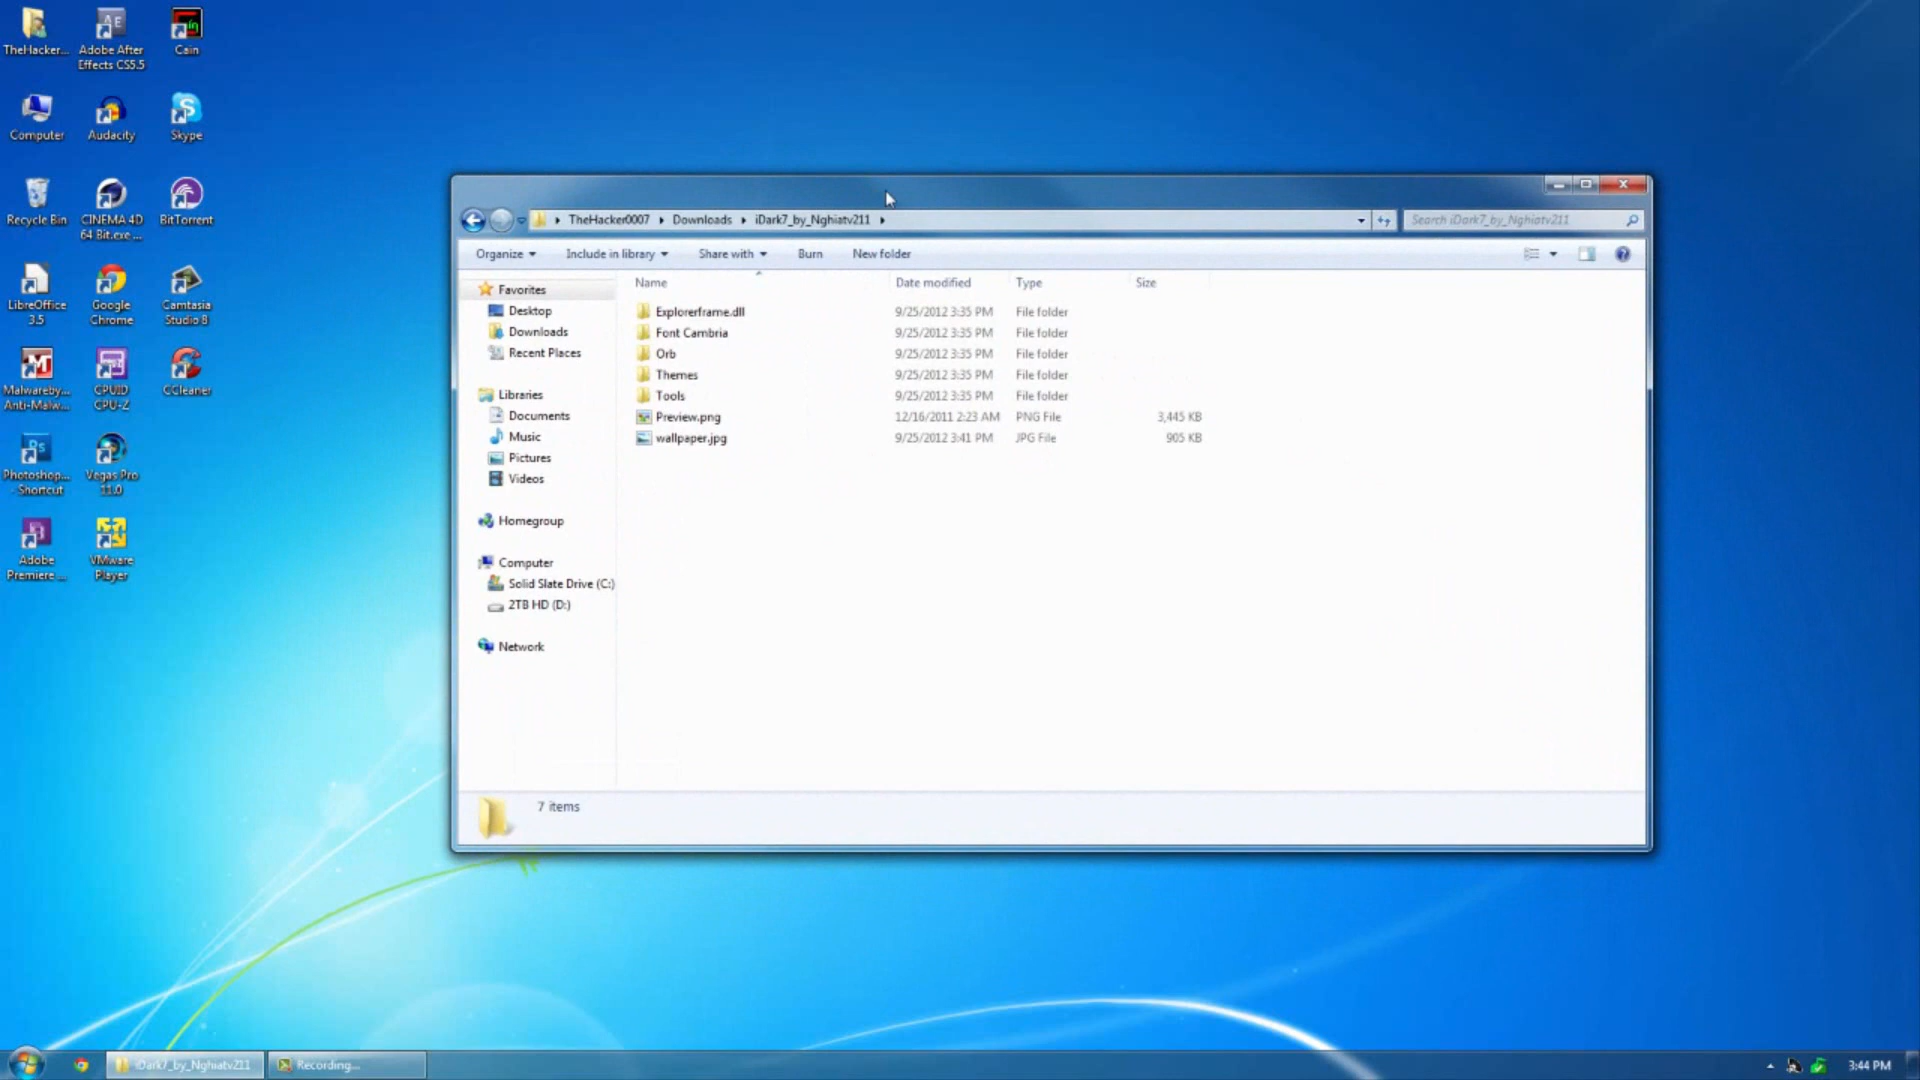 TheHacker...
Adobe After
Effects CS5.5
Cain
Computer
Audacity
Skype
Recycle Bin
CINEMA 4D
64 Bit.exe ...
BitTorrent
LibreOffice
3.5
Google
Chrome
Camtasia
Studio 8
Malwareby...
Anti-Malw...
CPUID
CPU-Z
CCleaner
Photoshop...
- Shortcut
Vegas Pro
11.0
Adobe
Premiere ...
VMware
Player
TheHacker0007 Downloads iDark7_by_Nghiatv211
Search iDark7_by_Nghiatv211
Organize Include in library Share with Burn New folder
Favorites
Desktop
Downloads
Recent Places
Libraries
Documents
Music
Pictures
Videos
Homegroup
Computer
Solid Slate Drive (C:)
2TB HD (D:)
Network
Name Date modified Type Size
Explorerframe.dll 9/25/2012 3:35 PM File folder
Font Cambria 9/25/2012 3:35 PM File folder
Orb 9/25/2012 3:35 PM File folder
Themes 9/25/2012 3:35 PM File folder
Tools 9/25/2012 3:35 PM File folder
Preview.png 12/16/2011 2:23 AM PNG File 3,445 KB
wallpaper.jpg 9/25/2012 3:41 PM JPG File 905 KB
7 items
iDark7_by_Nghiatv211
Recording...
3:44 PM